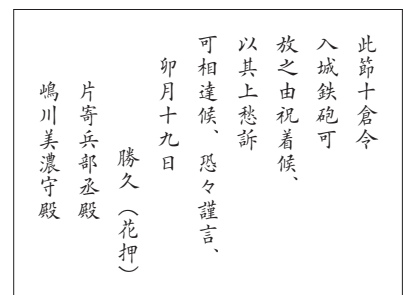 此節十倉令
入城鉄砲可
放之由祝着候、
以其上愁訴
可相達候、恐々謹言、
卯月十九日
勝久（花押）
片寄兵部丞殿
嶋川美濃守殿